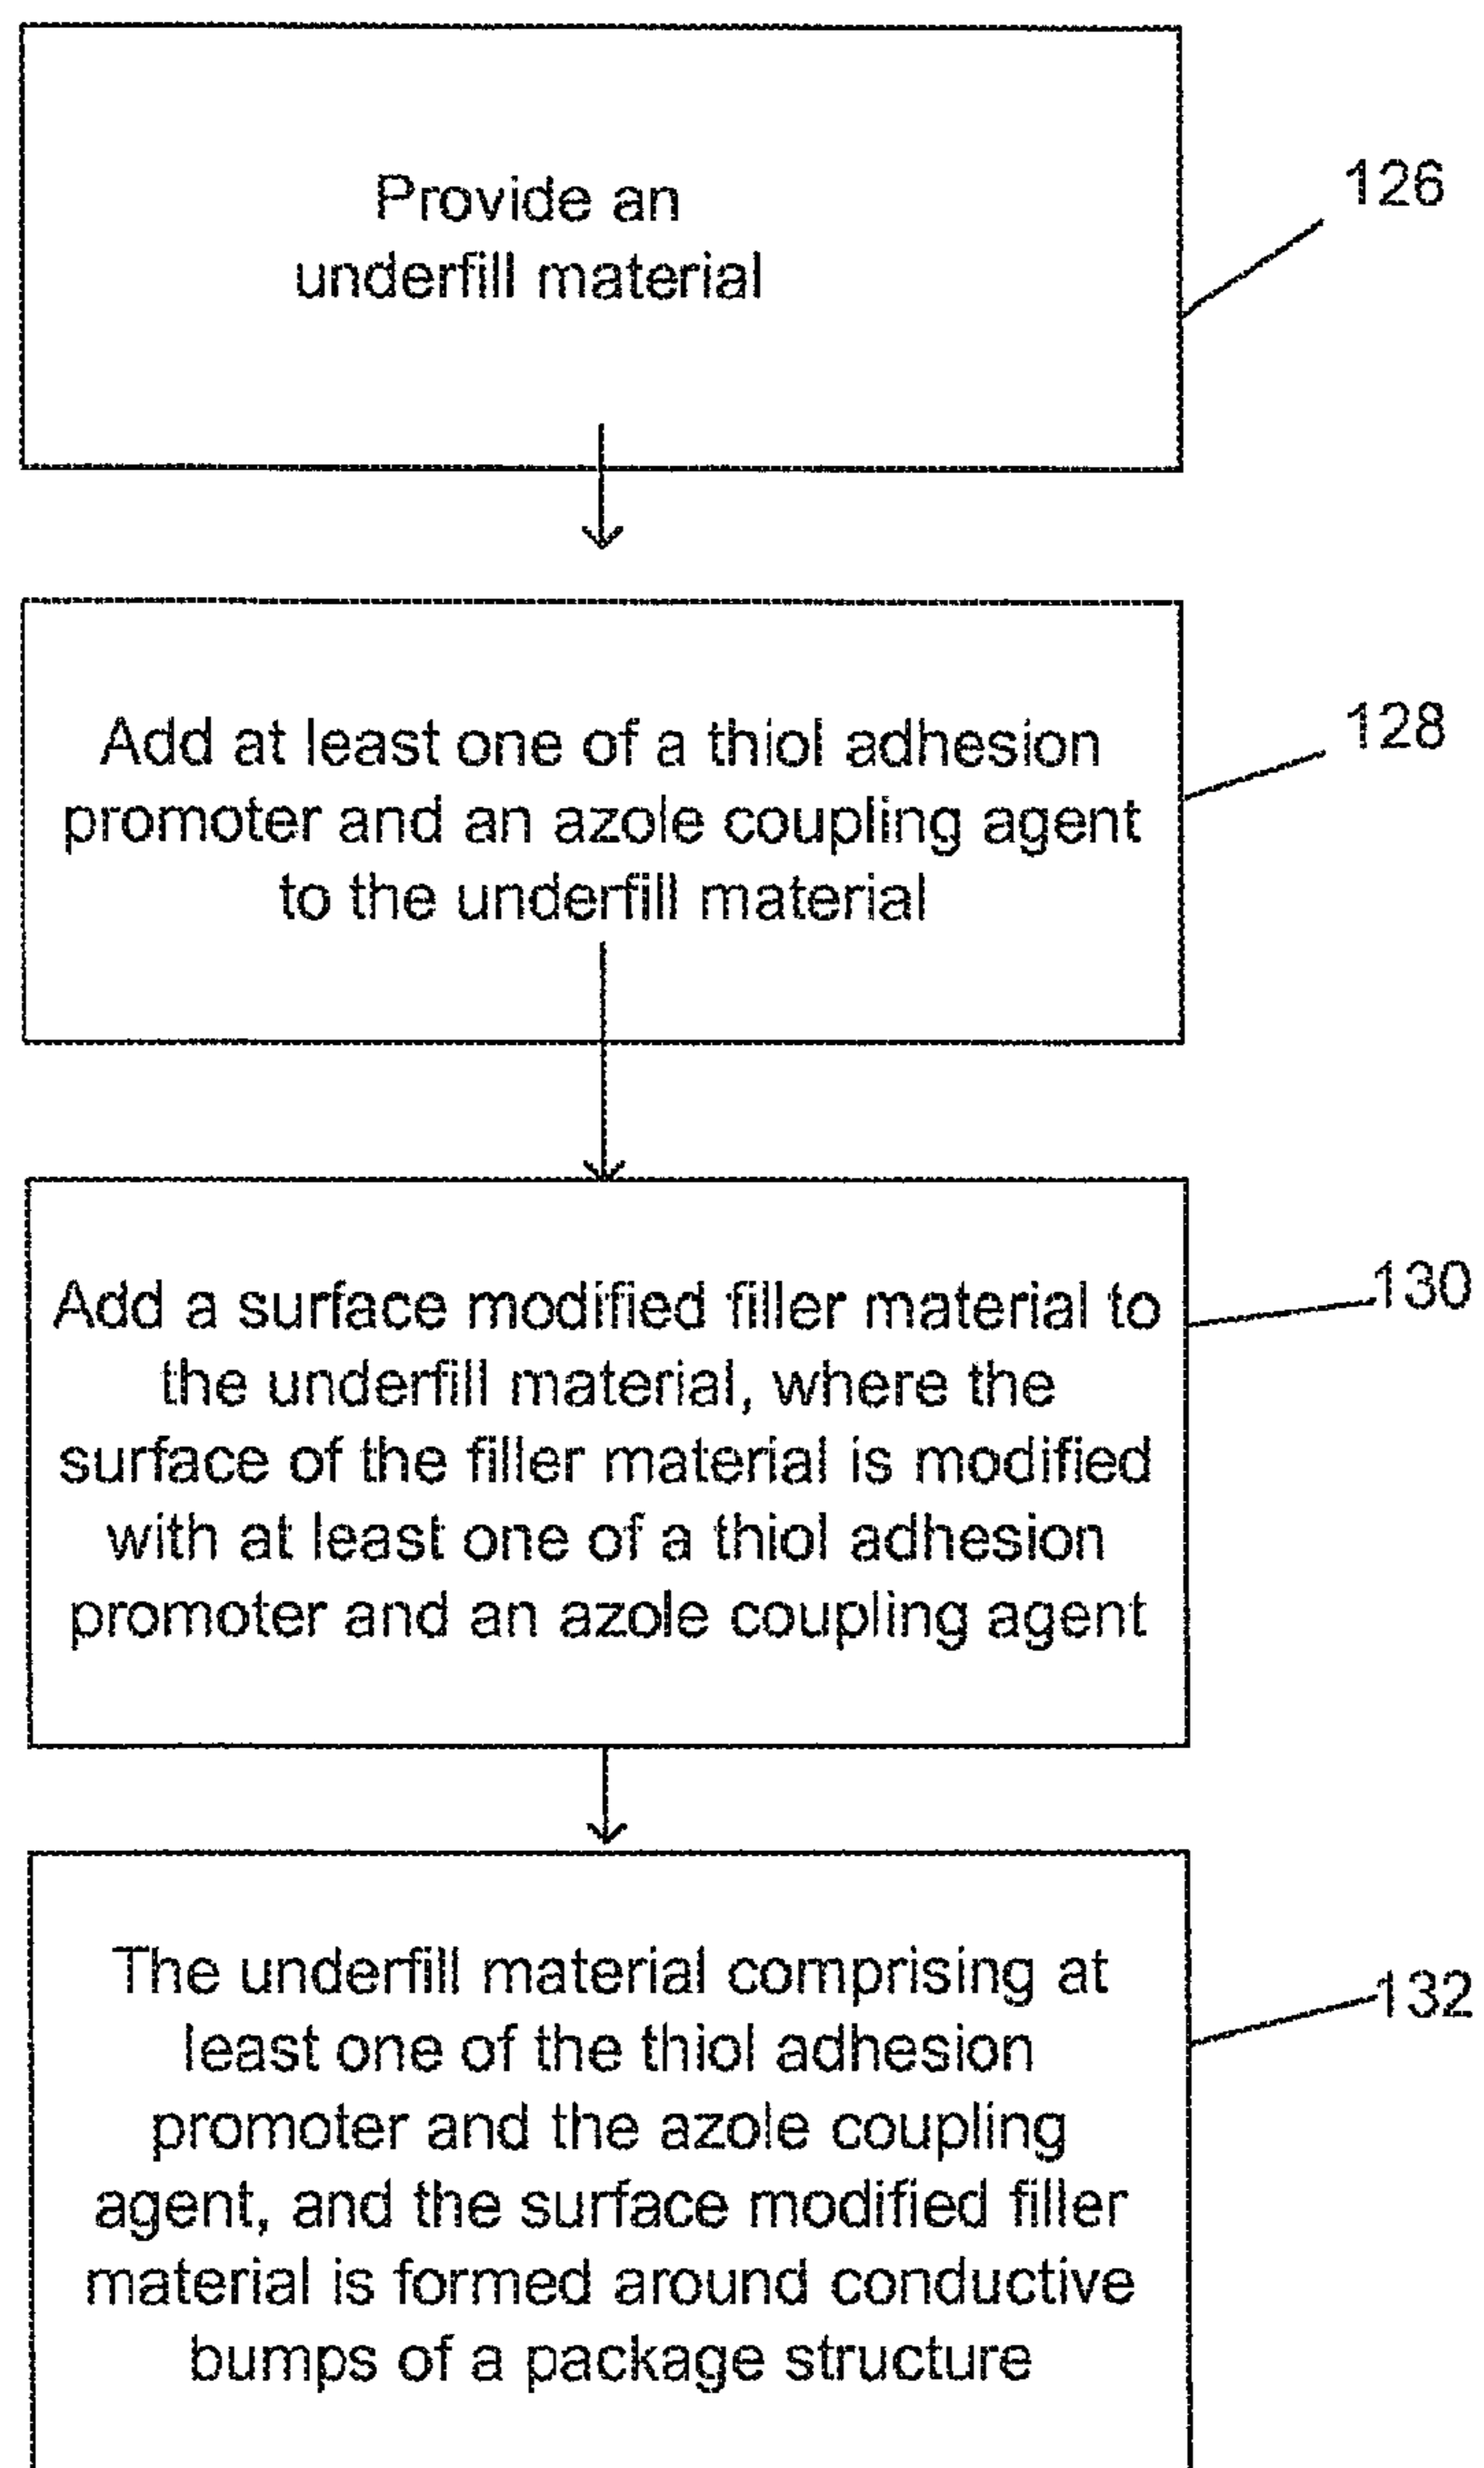 Provide an
underfill material
126
Add at least one of a thiol adhesion
promoter and an azole coupling agent
to the underfill material
128
Add a surface modified filler material to
the underfill material, where the
surface of the filler material is modified
with at least one of a thiol adhesion
promoter and an azole coupling agent
130
The underfill material comprising at
least one of the thiol adhesion
promoter and the azole coupling
agent, and the surface modified filler
material is formed around conductive
bumps of a package structure
132